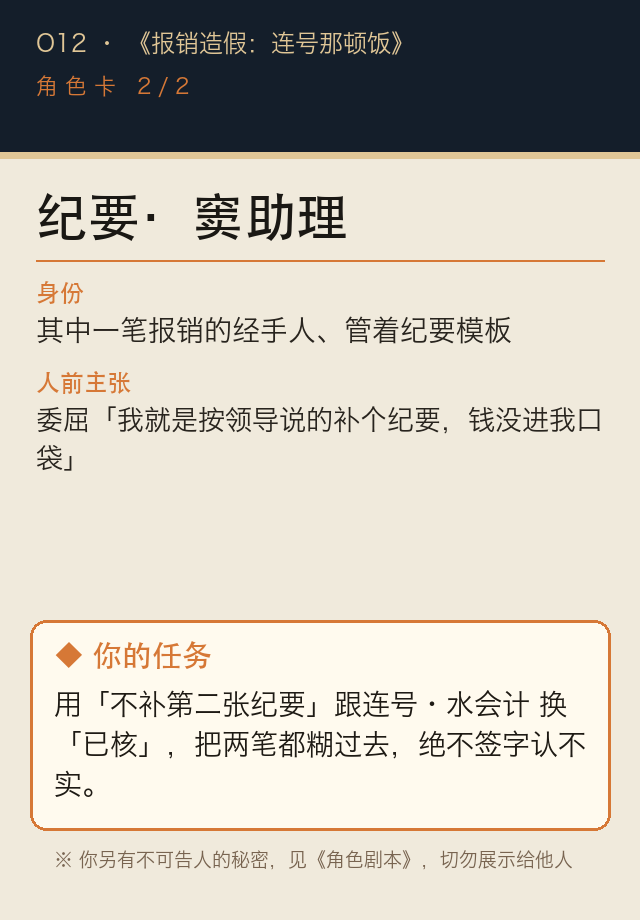 012 · 《报销造假：连号那顿饭》
角色卡 2/2
纪要· 窦助理
身份
其中一笔报销的经手人、管着纪要模板
人前主张
委屈「我就是按领导说的补个纪要，钱没进我口
袋」
◆ 你的任务
用「不补第二张纪要」跟连号·水会计 换
「已核」，把两笔都糊过去，绝不签字认不
实。
※ 你另有不可告人的秘密，见《角色剧本》，切勿展示给他人